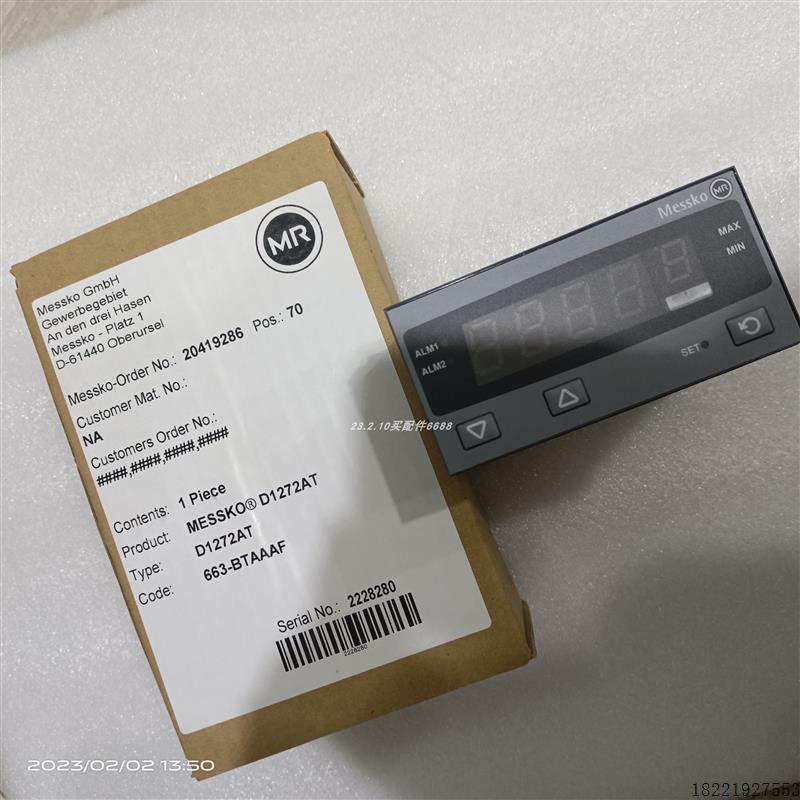 MR
Messko GmbH
Gewerbegebiet
An den drei Hasen
Messko - Platz 1
D-61440 Oberursel
Messko-Order No.: 20419286 Pos.: 70
Customer Mat. No.:
NA
Customers Order No.:
####,####,####,####
Contents: 1 Piece
Product: MESSKO® D1272AT
Type: D1272AT
Code: 663-BTAAAF
Serial No.: 2228280
2228280
Messko MR
MAX
MIN
ALM1
ALM2
SET
23.2.10买配件6688
2023/02/02 13:50
18221927553